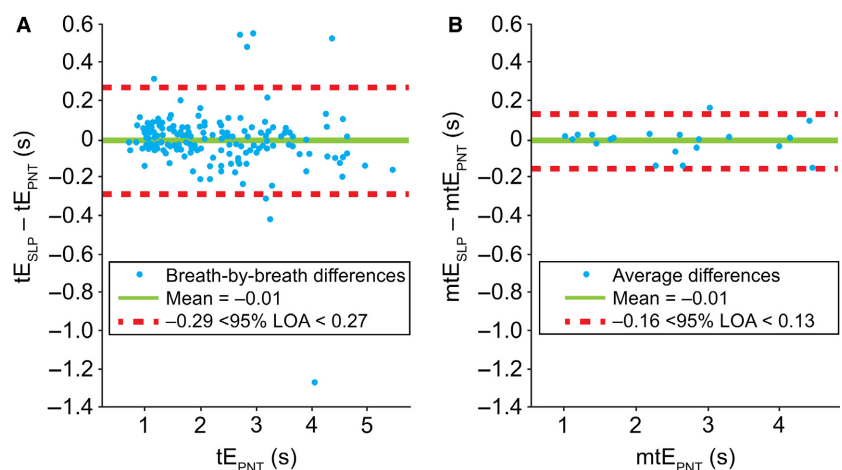 A
0.6
0.4
0.2
0
–0.2
–0.4
–0.6
–0.8
–1.0
–1.2
–1.4
tE_SLP – tE_PNT (s)
Breath-by-breath differences
Mean = –0.01
–0.29 <95% LOA < 0.27
1 2 3 4 5
tE_PNT (s)
B
0.6
0.4
0.2
0
–0.2
–0.4
–0.6
–0.8
–1.0
–1.2
–1.4
mtE_SLP – mtE_PNT (s)
Average differences
Mean = –0.01
–0.16 <95% LOA < 0.13
1 2 3 4
mtE_PNT (s)